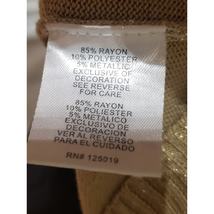 85% RAYON
10% POLYESTER
5% METALLIC
EXCLUSIVE OF
DECORATION
SEE REVERSE
FOR CARE
85% RAYON
10% POLIESTER
5% METALICO
EXCLUSIVO DE
DECORACION
VER AL REVERSO
PARA EL CUIDADO
RN# 125019